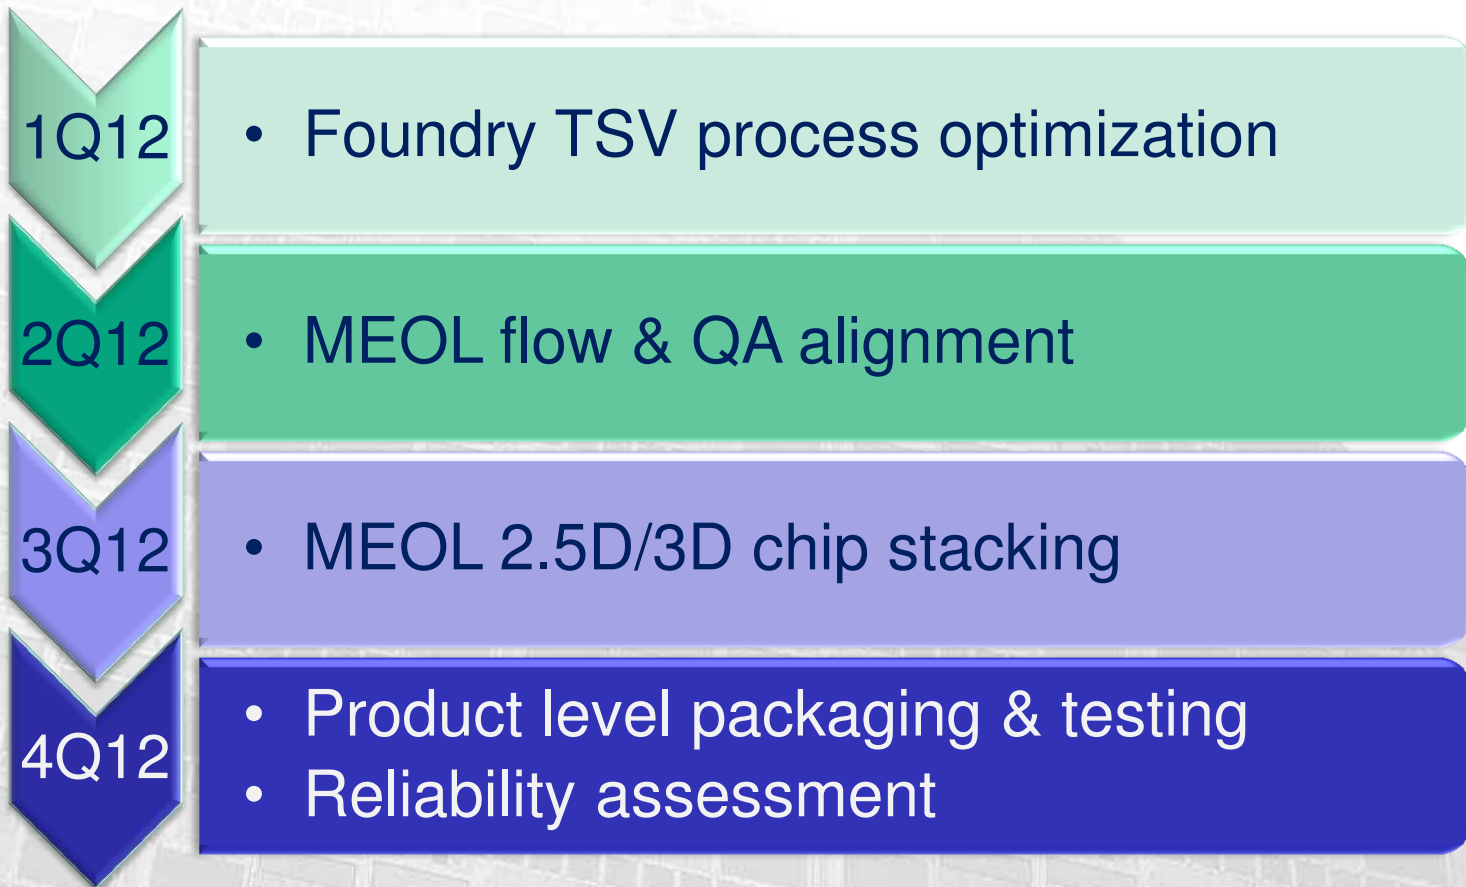 1Q12
• Foundry TSV process optimization
2Q12
• MEOL flow & QA alignment
3Q12
• MEOL 2.5D/3D chip stacking
4Q12
• Product level packaging & testing
• Reliability assessment